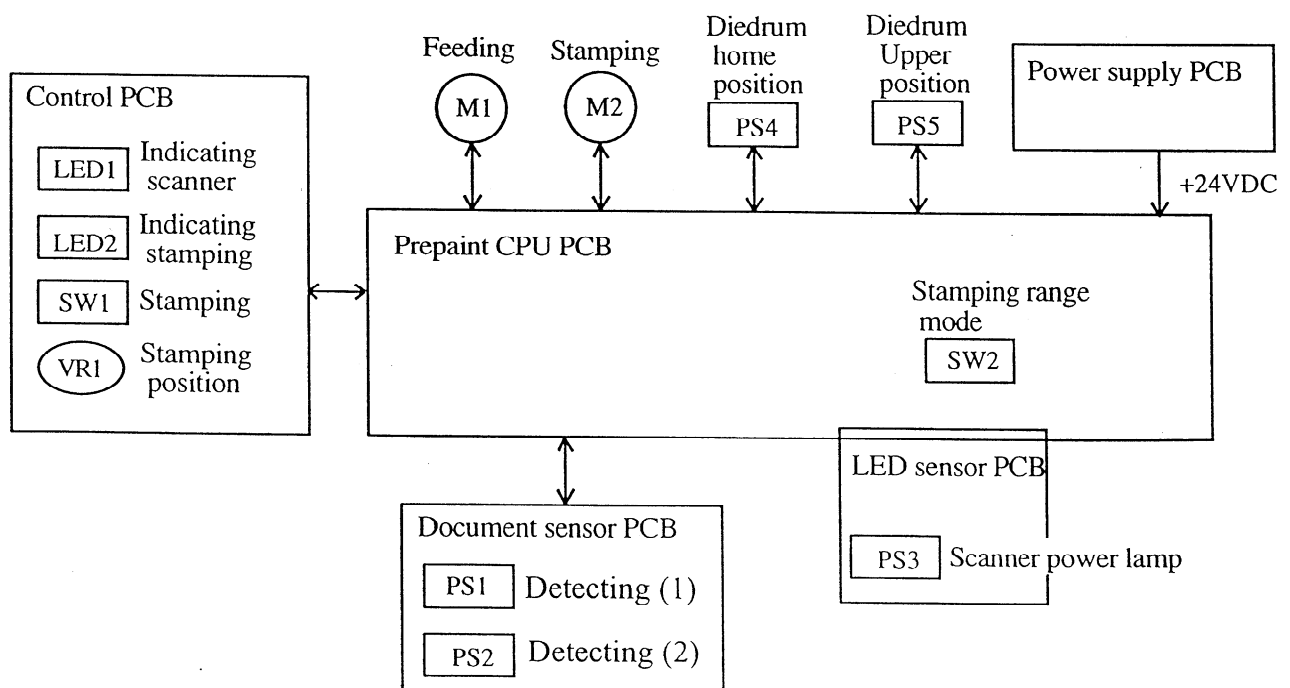 Control PCB
LED1
Indicating
scanner
LED2
Indicating
stamping
SW1
Stamping
VR1
Stamping
position
Feeding
M1
Stamping
M2
Diedrum
home
position
PS4
Diedrum
Upper
position
PS5
Power supply PCB
+24VDC
Prepaint CPU PCB
Stamping range
mode
SW2
Document sensor PCB
PS1
Detecting (1)
PS2
Detecting (2)
LED sensor PCB
PS3
Scanner power lamp